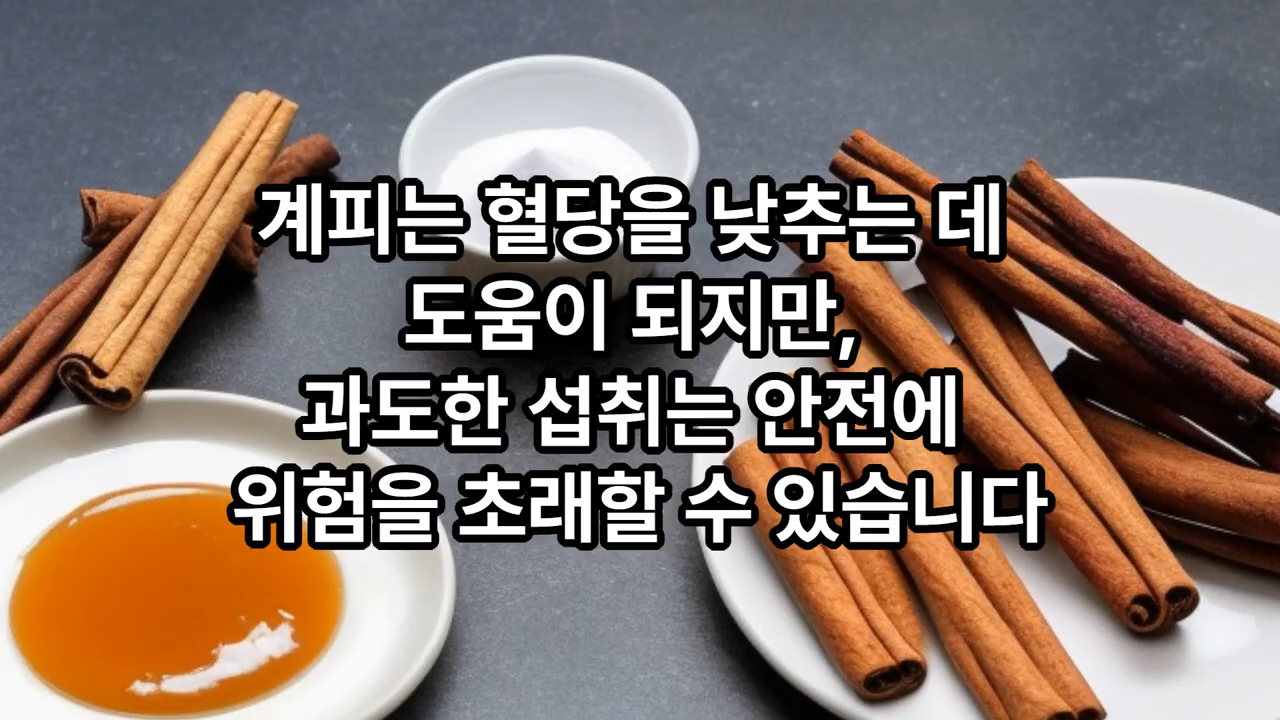 계피는 혈당을 낮추는 데
도움이 되지만,
과도한 섭취는 안전에
위험을 초래할 수 있습니다